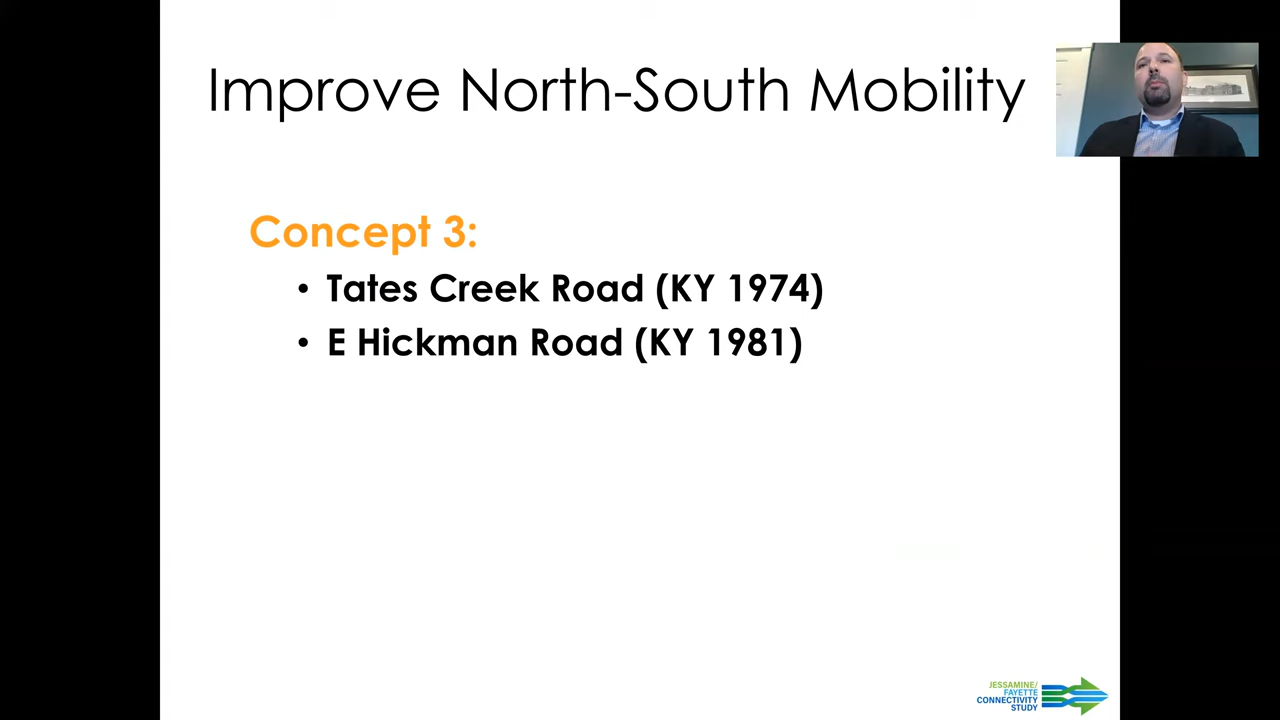 Improve North-South Mobility
Concept 3:
• Tates Creek Road (KY 1974)
• E Hickman Road (KY 1981)
JESSAMINE/
FAYETTE
CONNECTIVITY
STUDY